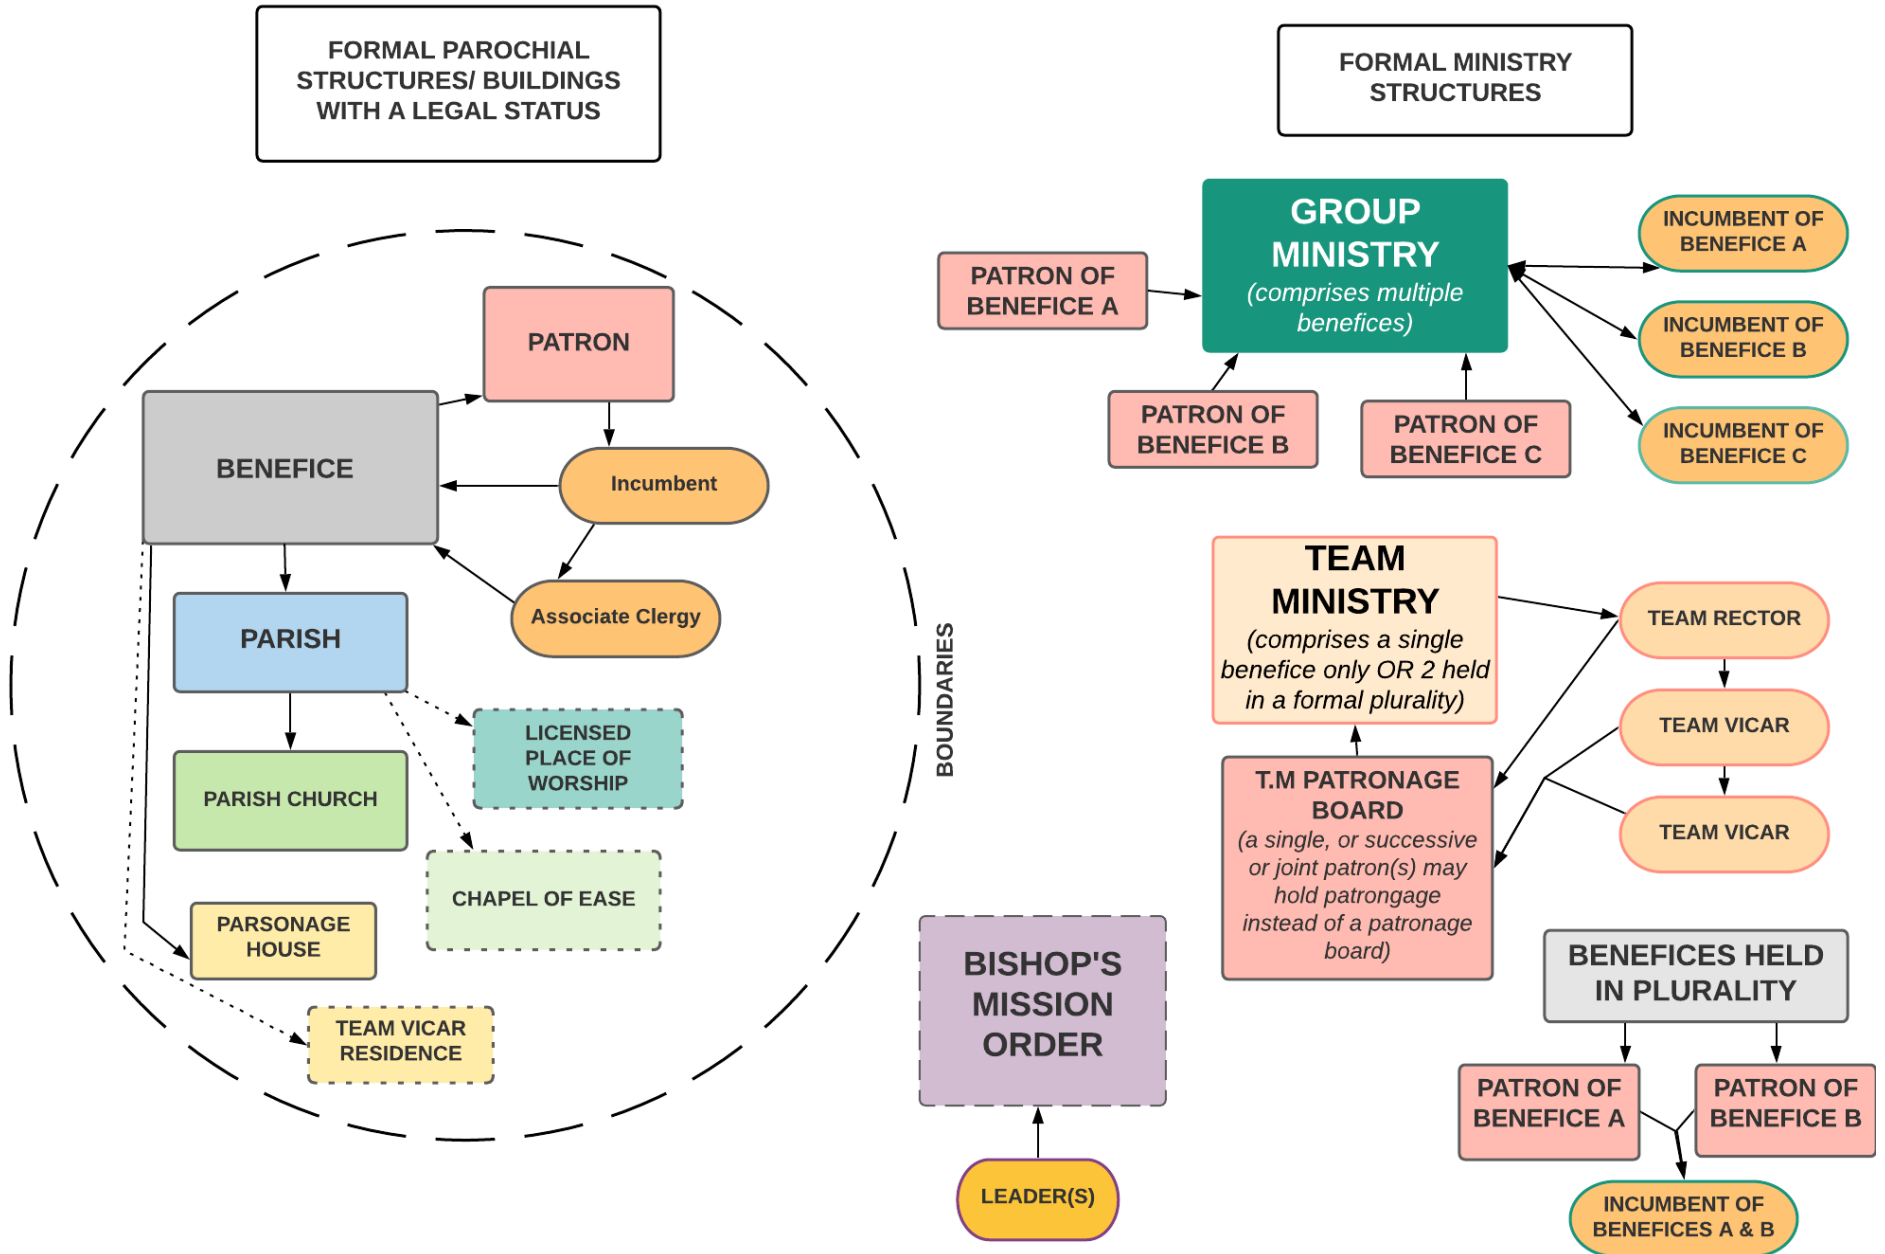 FORMAL PAROCHIAL
STRUCTURES/ BUILDINGS
WITH A LEGAL STATUS
PATRON
BENEFICE
Incumbent
Associate Clergy
PARISH
LICENSED
PLACE OF
WORSHIP
PARISH CHURCH
CHAPEL OF EASE
PARSONAGE
HOUSE
TEAM VICAR
RESIDENCE
BOUNDARIES
FORMAL MINISTRY
STRUCTURES
GROUP
MINISTRY
(comprises multiple
benefices)
PATRON OF
BENEFICE A
PATRON OF
BENEFICE B
PATRON OF
BENEFICE C
INCUMBENT OF
BENEFICE A
INCUMBENT OF
BENEFICE B
INCUMBENT OF
BENEFICE C
TEAM
MINISTRY
(comprises a single
benefice only OR 2 held
in a formal plurality)
TEAM RECTOR
TEAM VICAR
TEAM VICAR
T.M PATRONAGE
BOARD
(a single, or successive
or joint patron(s) may
hold patrongage
instead of a patronage
board)
BISHOP'S
MISSION
ORDER
LEADER(S)
BENEFICES HELD
IN PLURALITY
PATRON OF
BENEFICE A
PATRON OF
BENEFICE B
INCUMBENT OF
BENEFICES A & B